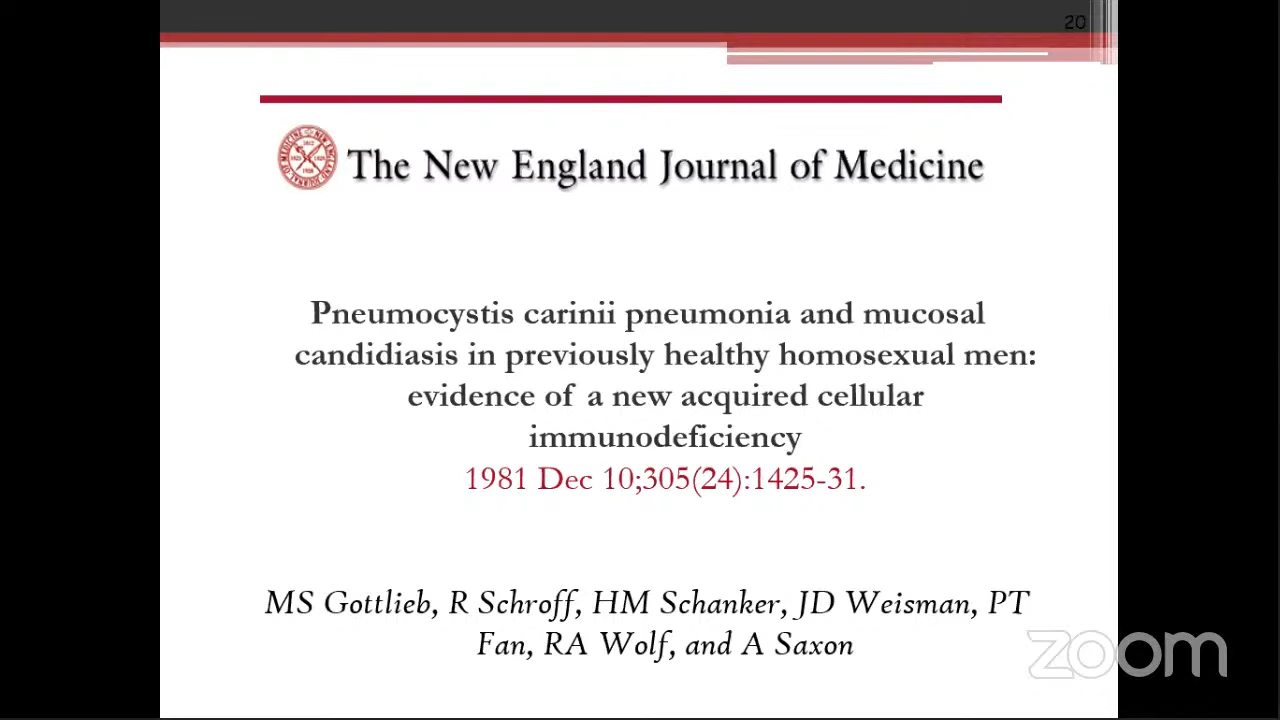 20
The New England Journal of Medicine
Pneumocystis carinii pneumonia and mucosal
candidiasis in previously healthy homosexual men:
evidence of a new acquired cellular
immunodeficiency
1981 Dec 10;305(24):1425-31.
MS Gottlieb, R Schroff, HM Schanker, JD Weisman, PT
Fan, RA Wolf, and A Saxon
zoom